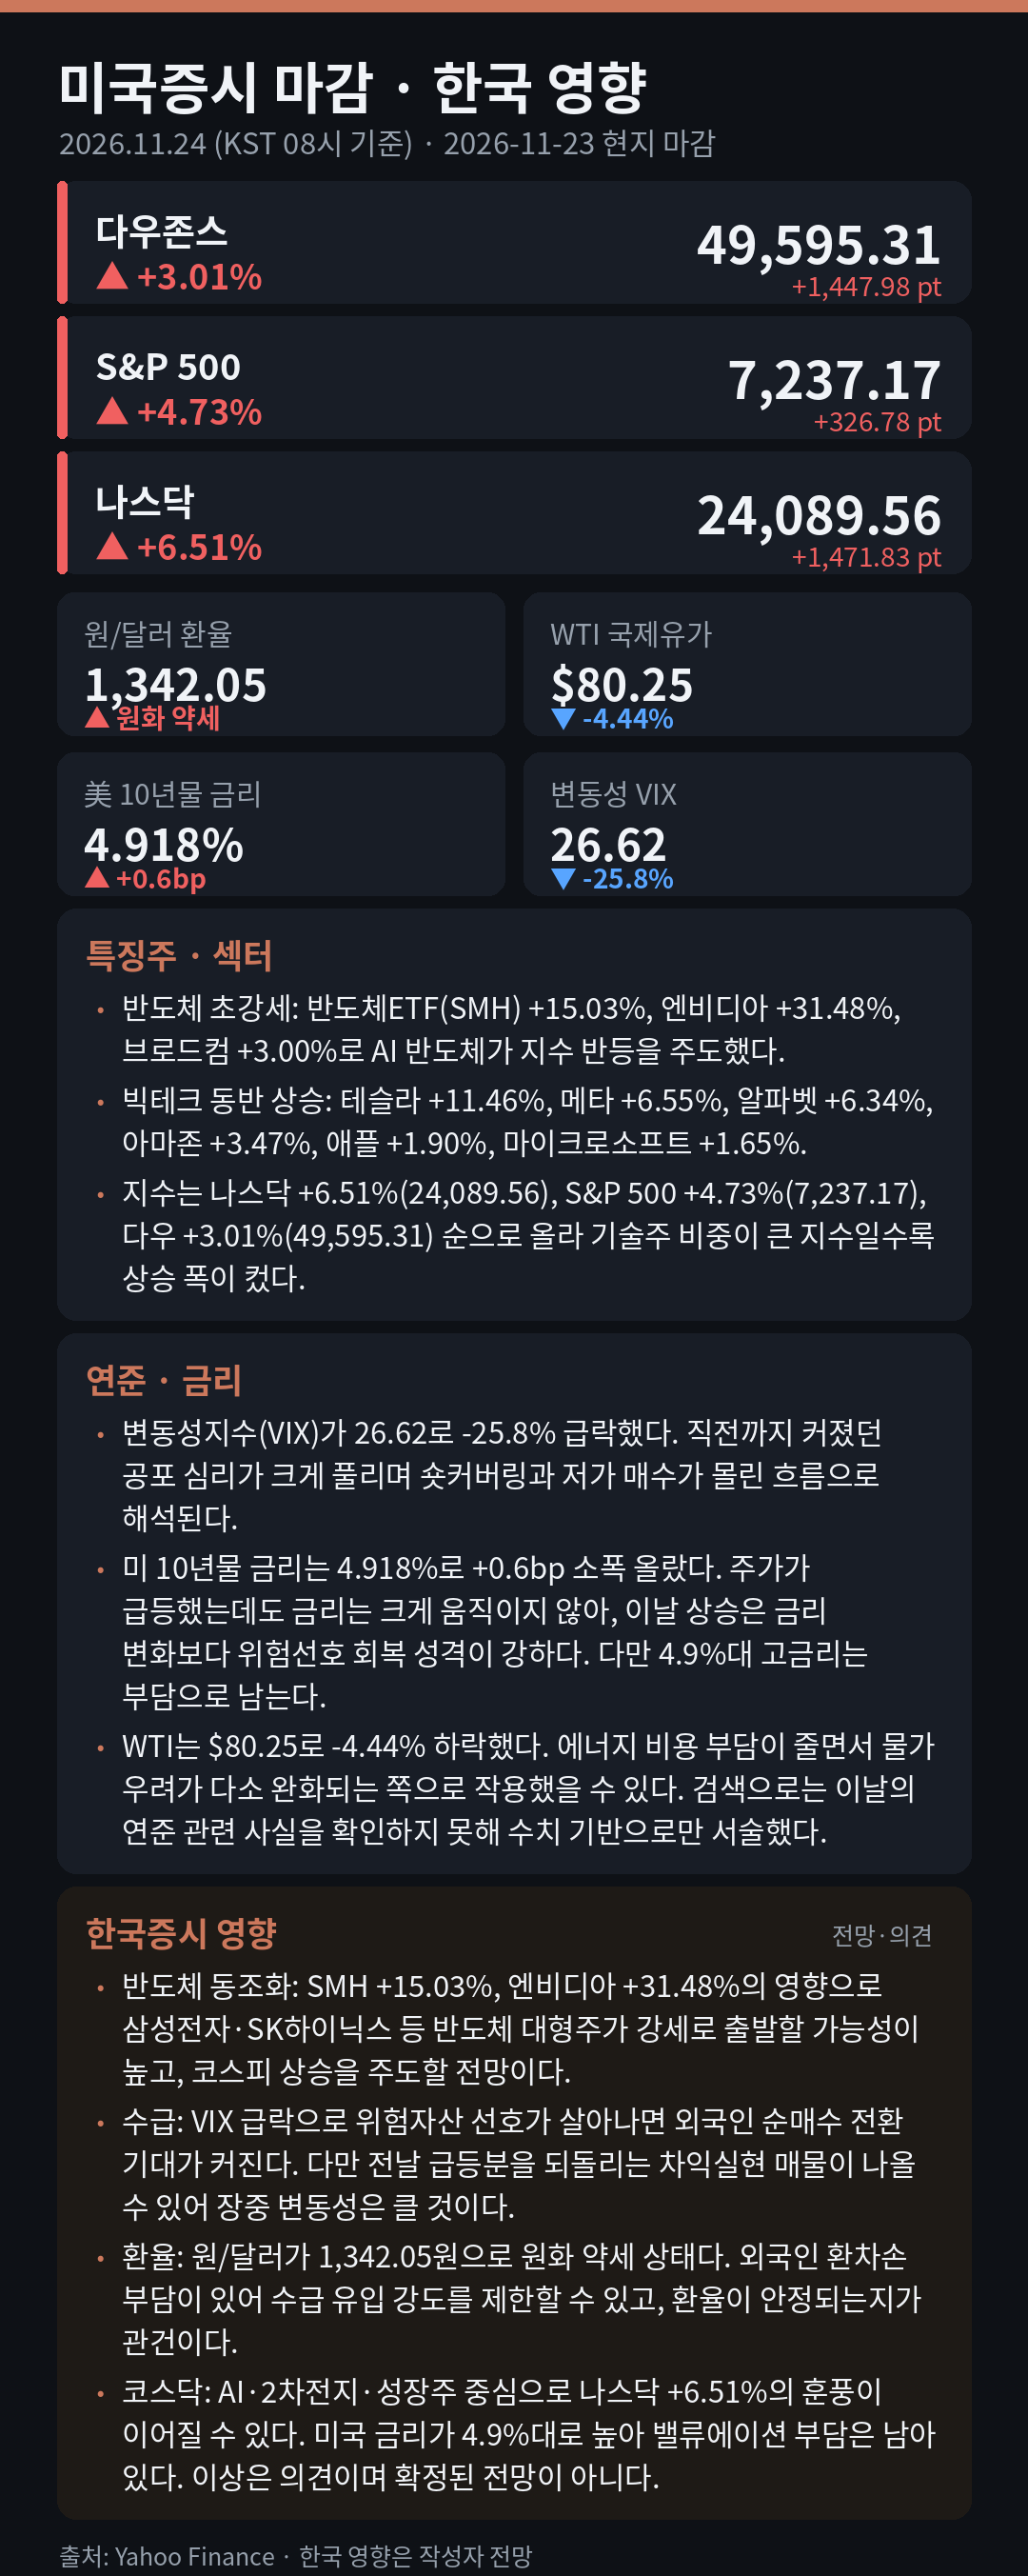 미국증시 마감 · 한국 영향
2026.11.24 (KST 08시 기준) · 2026-11-23 현지 마감
다우존스
▲ +3.01%
49,595.31
+1,447.98 pt
S&P 500
▲ +4.73%
7,237.17
+326.78 pt
나스닥
▲ +6.51%
24,089.56
+1,471.83 pt
원/달러 환율
1,342.05
▲ 원화 약세
WTI 국제유가
$80.25
▼ -4.44%
美 10년물 금리
4.918%
▲ +0.6bp
변동성 VIX
26.62
▼ -25.8%
특징주 · 섹터
• 반도체 초강세: 반도체ETF(SMH) +15.03%, 엔비디아 +31.48%,
브로드컴 +3.00%로 AI 반도체가 지수 반등을 주도했다.
• 빅테크 동반 상승: 테슬라 +11.46%, 메타 +6.55%, 알파벳 +6.34%,
아마존 +3.47%, 애플 +1.90%, 마이크로소프트 +1.65%.
• 지수는 나스닥 +6.51%(24,089.56), S&P 500 +4.73%(7,237.17),
다우 +3.01%(49,595.31) 순으로 올라 기술주 비중이 큰 지수일수록
상승 폭이 컸다.
연준 · 금리
• 변동성지수(VIX)가 26.62로 -25.8% 급락했다. 직전까지 커졌던
공포 심리가 크게 풀리며 숏커버링과 저가 매수가 몰린 흐름으로
해석된다.
• 미 10년물 금리는 4.918%로 +0.6bp 소폭 올랐다. 주가가
급등했는데도 금리는 크게 움직이지 않아, 이날 상승은 금리
변화보다 위험선호 회복 성격이 강하다. 다만 4.9%대 고금리는
부담으로 남는다.
• WTI는 $80.25로 -4.44% 하락했다. 에너지 비용 부담이 줄면서 물가
우려가 다소 완화되는 쪽으로 작용했을 수 있다. 검색으로는 이날의
연준 관련 사실을 확인하지 못해 수치 기반으로만 서술했다.
한국증시 영향
전망·의견
• 반도체 동조화: SMH +15.03%, 엔비디아 +31.48%의 영향으로
삼성전자·SK하이닉스 등 반도체 대형주가 강세로 출발할 가능성이
높고, 코스피 상승을 주도할 전망이다.
• 수급: VIX 급락으로 위험자산 선호가 살아나면 외국인 순매수 전환
기대가 커진다. 다만 전날 급등분을 되돌리는 차익실현 매물이 나올
수 있어 장중 변동성은 클 것이다.
• 환율: 원/달러가 1,342.05원으로 원화 약세 상태다. 외국인 환차손
부담이 있어 수급 유입 강도를 제한할 수 있고, 환율이 안정되는지가
관건이다.
• 코스닥: AI·2차전지·성장주 중심으로 나스닥 +6.51%의 훈풍이
이어질 수 있다. 미국 금리가 4.9%대로 높아 밸류에이션 부담은 남아
있다. 이상은 의견이며 확정된 전망이 아니다.
출처: Yahoo Finance · 한국 영향은 작성자 전망